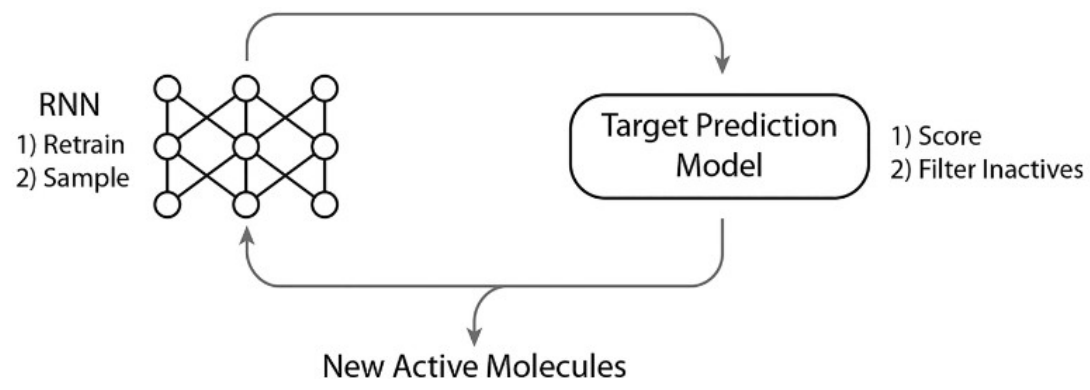 RNN
1) Retrain
2) Sample
Target Prediction
Model
1) Score
2) Filter Inactives
New Active Molecules